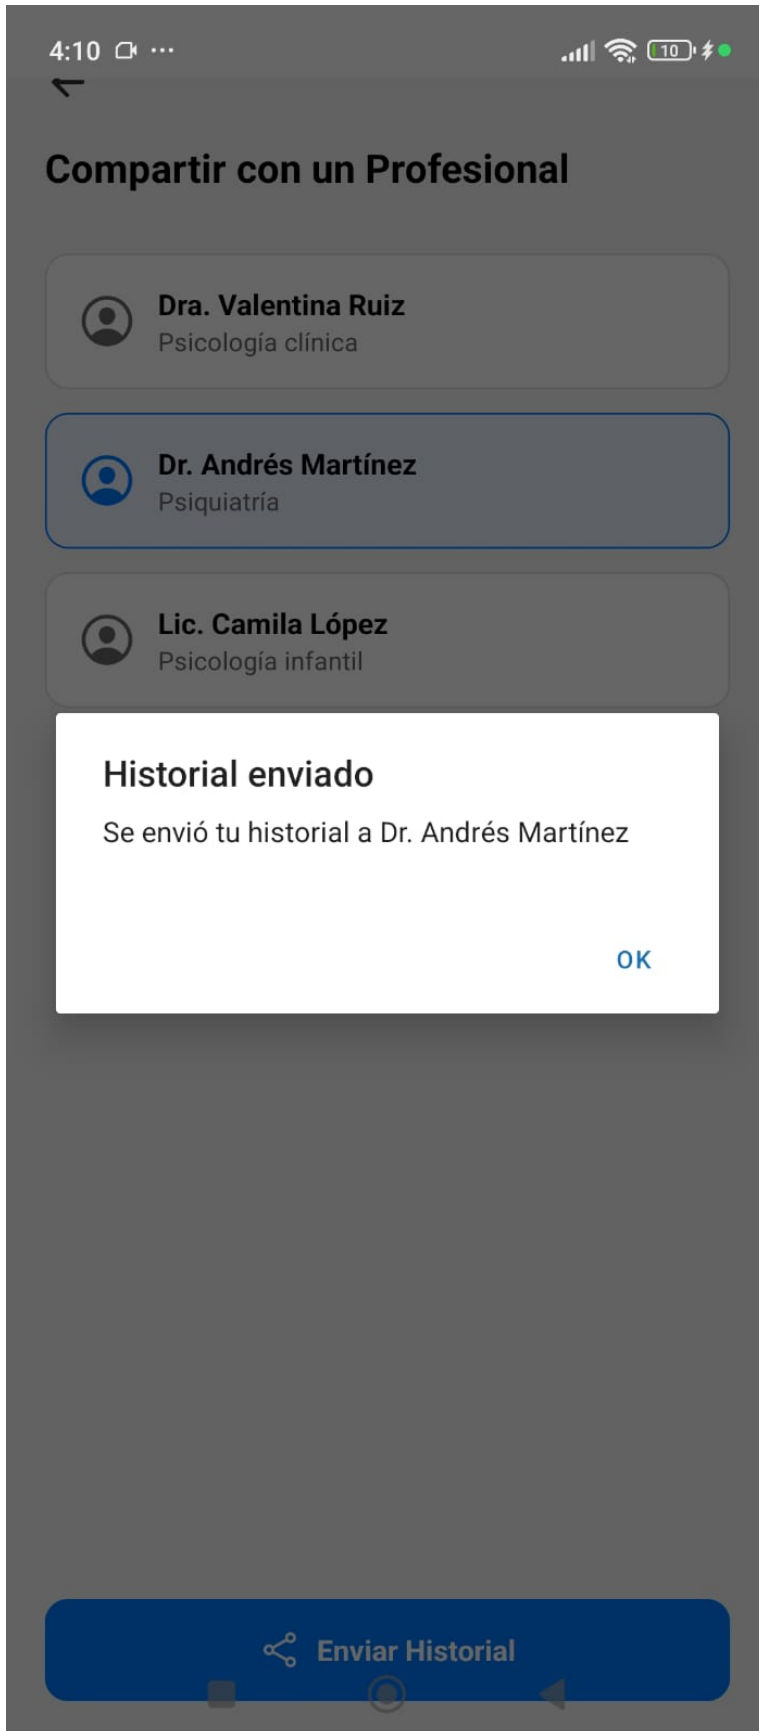 4:10
10
Compartir con un Profesional
Dra. Valentina Ruiz
Psicología clínica
Dr. Andrés Martínez
Psiquiatría
Lic. Camila López
Psicología infantil
Historial enviado
Se envió tu historial a Dr. Andrés Martínez
OK
Enviar Historial